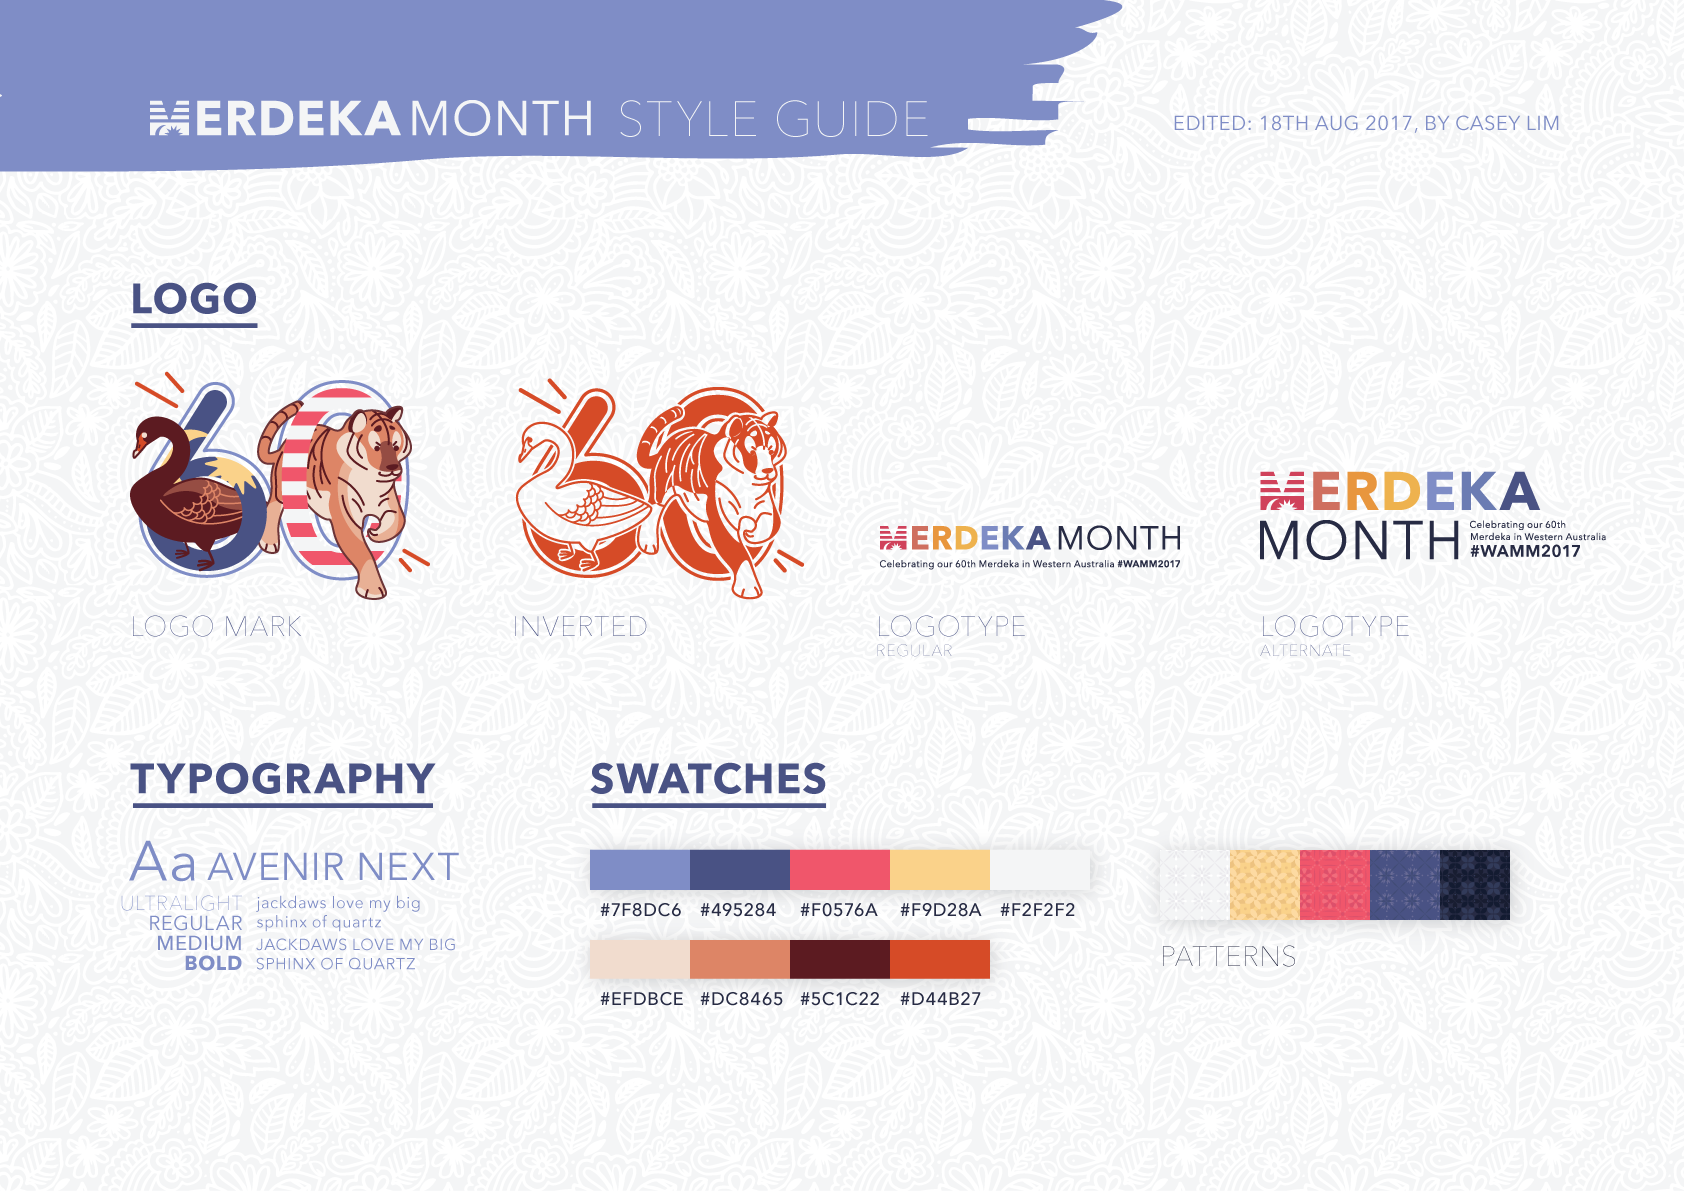 MERDEKA MONTH STYLE GUIDE
EDITED: 18TH AUG 2017, BY CASEY LIM
LOGO
60
60
MERDEKA MONTH
Celebrating our 60th Merdeka in Western Australia #WAMM2017
MERDEKA
MONTH
Celebrating our 60th
Merdeka in Western Australia
#WAMM2017
LOGO MARK
INVERTED
LOGOTYPE
REGULAR
LOGOTYPE
ALTERNATE
TYPOGRAPHY
Aa AVENIR NEXT
ULTRALIGHT
REGULAR
MEDIUM
BOLD
jackdaws love my big
sphinx of quartz
JACKDAWS LOVE MY BIG
SPHINX OF QUARTZ
SWATCHES
#7F8DC6 #495284 #F0576A #F9D28A #F2F2F2
#EFDBCE #DC8465 #5C1C22 #D44B27
PATTERNS